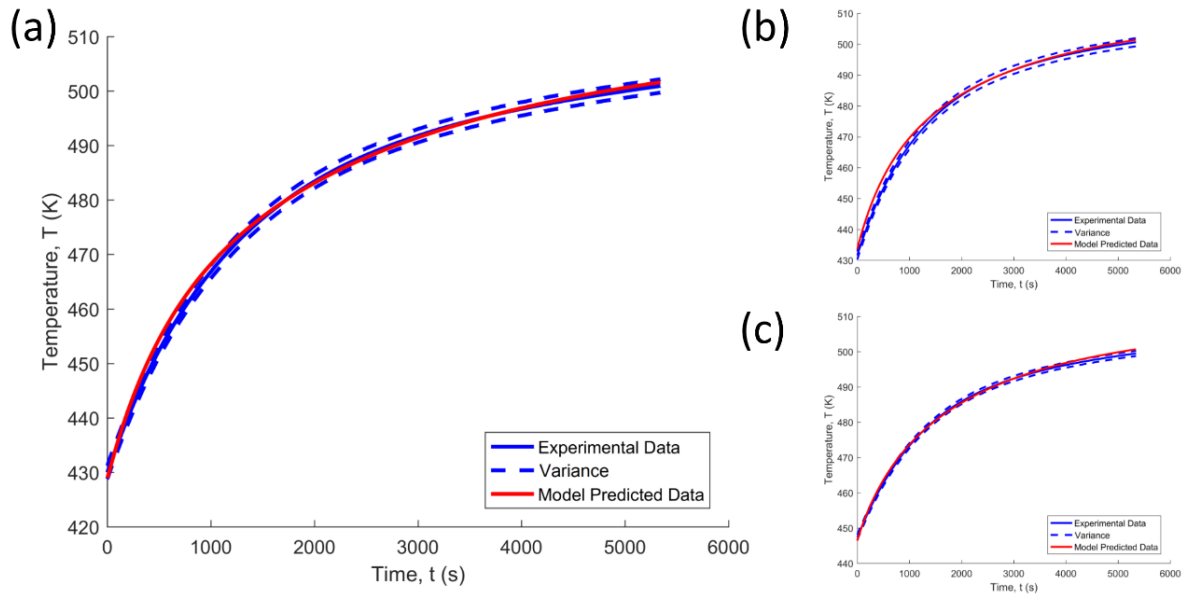 (a)
510
500
490
480
470
460
450
440
430
420
Temperature, T (K)
0 1000 2000 3000 4000 5000 6000
Time, t (s)
Experimental Data
Variance
Model Predicted Data
(b)
510
500
490
480
470
460
450
440
430
Temperature, T (K)
0 1000 2000 3000 4000 5000 6000
Time, t (s)
Experimental Data
Variance
Model Predicted Data
(c)
510
500
490
480
470
460
450
440
Temperature, T (K)
0 1000 2000 3000 4000 5000 6000
Time, t (s)
Experimental Data
Variance
Model Predicted Data